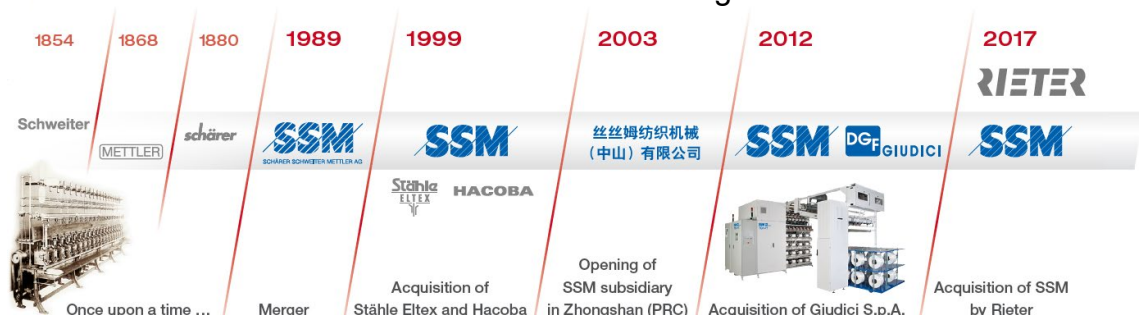 1854
1868
1880
1989
1999
2003
2012
2017
RIETER
Schweiter
METTLER
schärer
SSM
SCHÄRER SCHWEITER METTLER AG
SSM
丝丝姆纺织机械
（中山）有限公司
SSM
DGF GIUDICI
SSM
Stähle
ELTEX
HACOBA
Once upon a time ...
Merger
Acquisition of
Stähle Eltex and Hacoba
Opening of
SSM subsidiary
in Zhongshan (PRC)
Acquisition of Giudici S.p.A.
Acquisition of SSM
by Rieter